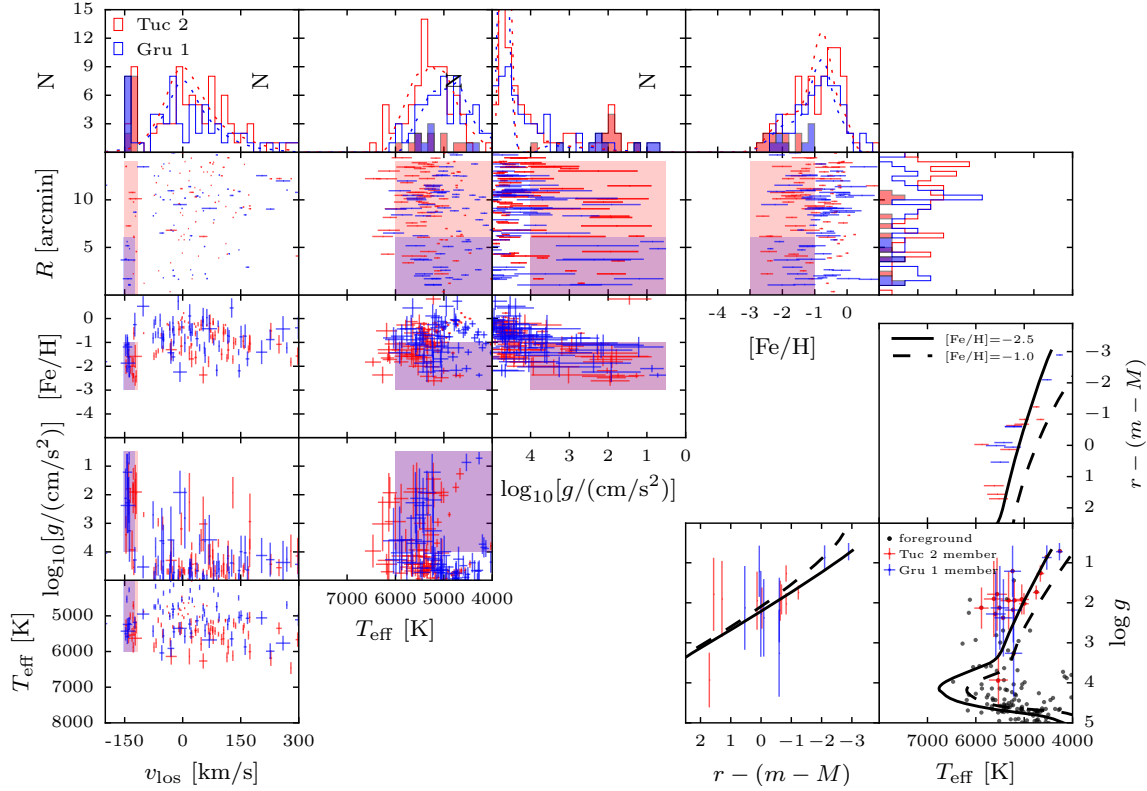 15
12
9
6
3
N
N
N
N
Tuc 2
Gru 1
R [arcmin]
10
5
[Fe/H]
0
-1
-2
-3
-4
-4 -3 -2 -1 0
[Fe/H]
[Fe/H]=−2.5
[Fe/H]=−1.0
-3
-2
-1
0
1
2
r − (m − M)
log₁₀[g/(cm/s²)]
1
2
3
4
4 3 2 1 0
log₁₀[g/(cm/s²)]
7000 6000 5000 4000
T_eff [K]
T_eff [K]
5000
6000
7000
8000
-150 0 150 300
v_los [km/s]
2 1 0 -1 -2 -3
r − (m − M)
foreground
Tuc 2 member
Gru 1 member
1
2
3
4
5
log g
7000 6000 5000 4000
T_eff [K]